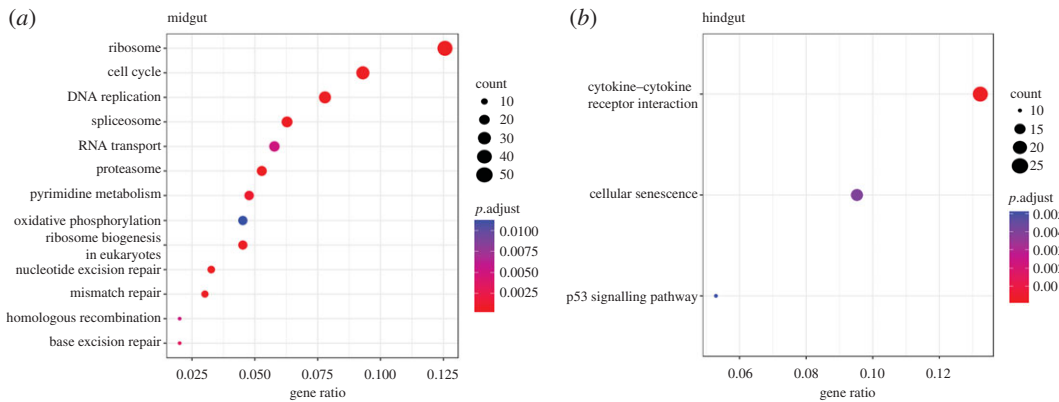 (a)
midgut
ribosome
cell cycle
DNA replication
spliceosome
RNA transport
proteasome
pyrimidine metabolism
oxidative phosphorylation
ribosome biogenesis
in eukaryotes
nucleotide excision repair
mismatch repair
homologous recombination
base excision repair
0.025
0.050
0.075
0.100
0.125
gene ratio
count
10
20
30
40
50
p.adjust
0.0100
0.0075
0.0050
0.0025
(b)
hindgut
cytokine–cytokine
receptor interaction
cellular senescence
p53 signalling pathway
0.06
0.08
0.10
0.12
gene ratio
count
10
15
20
25
p.adjust
0.004
0.001